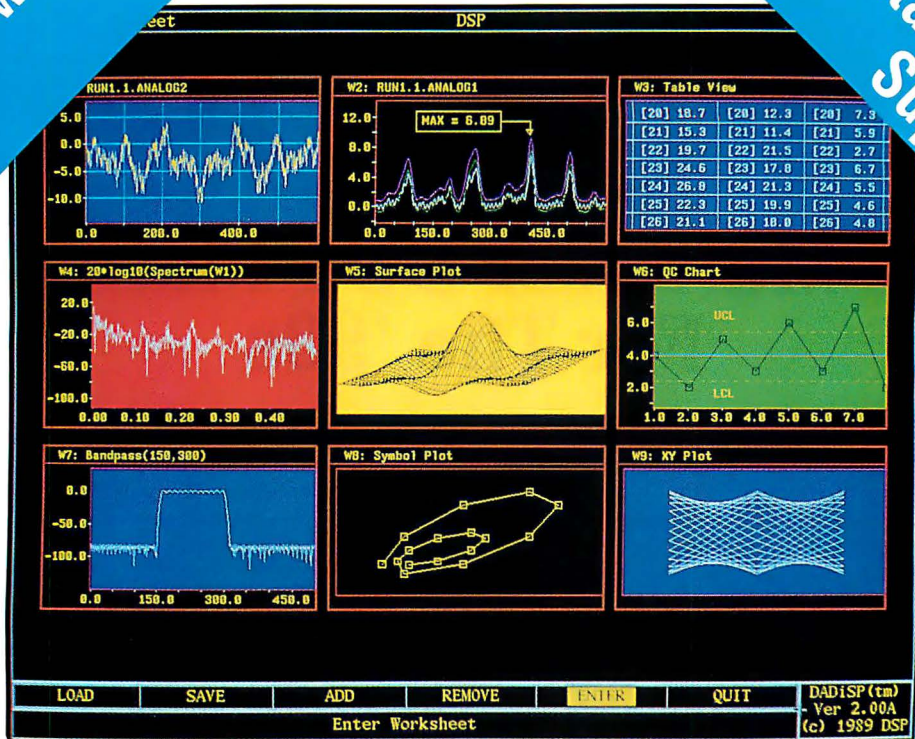 DSP
RUN1.1.ANALOG2
5.0
0.0
-5.0
-10.0
0.0 200.0 400.0
W2: RUN1.1.ANALOG1
MAX = 6.89
12.0
8.0
4.0
0.0
0.0 150.0 300.0 450.0
W3: Table View
[20] 18.7 [20] 12.3 [20] 7.3
[21] 15.3 [21] 11.4 [21] 5.9
[22] 19.7 [22] 21.5 [22] 2.7
[23] 24.6 [23] 17.8 [23] 6.7
[24] 26.8 [24] 21.3 [24] 5.5
[25] 22.3 [25] 19.9 [25] 4.6
[26] 21.1 [26] 18.0 [26] 4.8
W4: 20*log10(Spectrum(W1))
20.0
-20.0
-60.0
-100.0
0.00 0.10 0.20 0.30 0.40
W5: Surface Plot
W6: QC Chart
UCL
6.0
4.0
2.0
LCL
1.0 2.0 3.0 4.0 5.0 6.0 7.0
W7: Bandpass(150,300)
0.0
-50.0
-100.0
0.0 150.0 300.0 450.0
W8: Symbol Plot
W9: XY Plot
LOAD SAVE ADD REMOVE ENTER QUIT
Enter Worksheet
DADiSP(tm)
- Ver 2.00A
(c) 1989 DSP